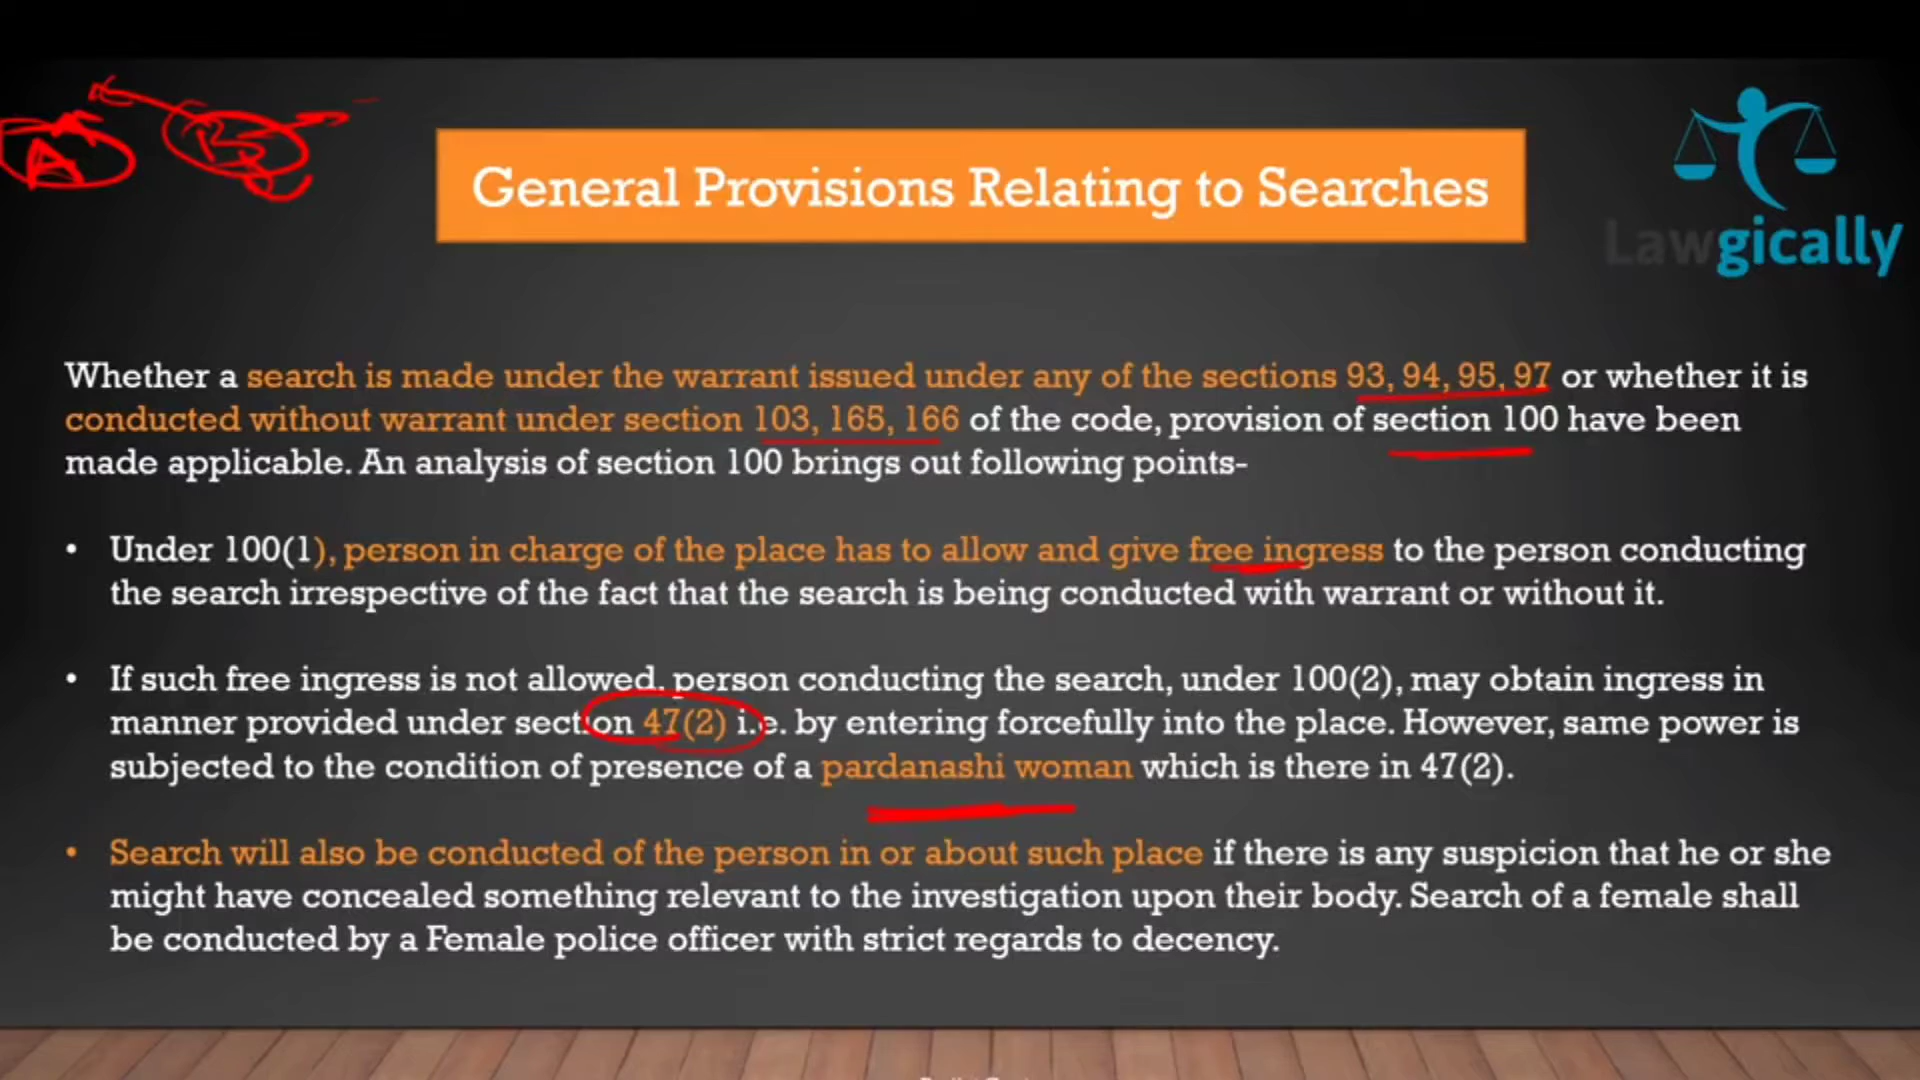 A
B
General Provisions Relating to Searches
Lawgically
Whether a search is made under the warrant issued under any of the sections 93, 94, 95, 97 or whether it is
conducted without warrant under section 103, 165, 166 of the code, provision of section 100 have been
made applicable. An analysis of section 100 brings out following points-
• Under 100(1), person in charge of the place has to allow and give free ingress to the person conducting
the search irrespective of the fact that the search is being conducted with warrant or without it.
• If such free ingress is not allowed, person conducting the search, under 100(2), may obtain ingress in
manner provided under section 47(2) i.e. by entering forcefully into the place. However, same power is
subjected to the condition of presence of a pardanashi woman which is there in 47(2).
• Search will also be conducted of the person in or about such place if there is any suspicion that he or she
might have concealed something relevant to the investigation upon their body. Search of a female shall
be conducted by a Female police officer with strict regards to decency.